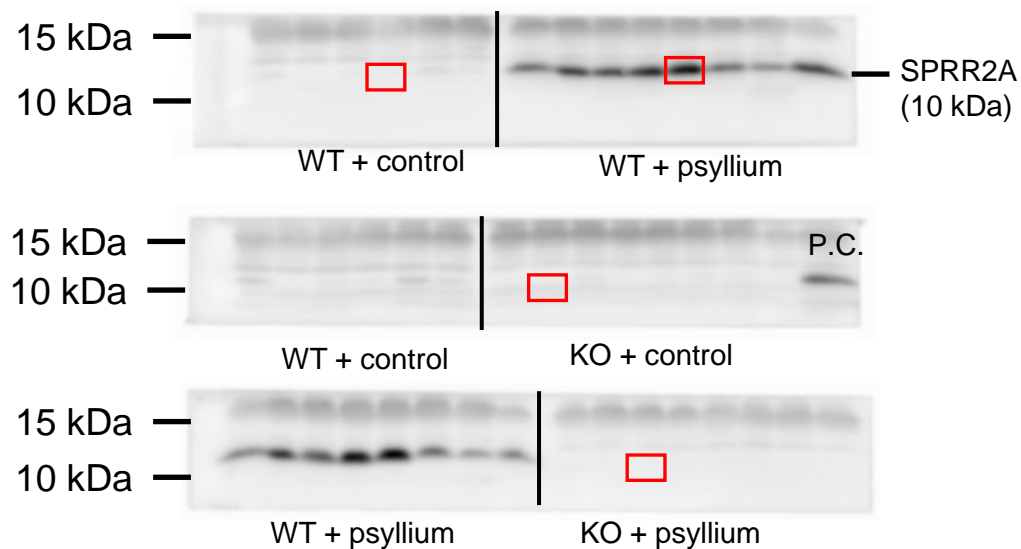 15 kDa
10 kDa
SPRR2A
(10 kDa)
WT + control
WT + psyllium
15 kDa
10 kDa
P.C.
WT + control
KO + control
15 kDa
10 kDa
WT + psyllium
KO + psyllium